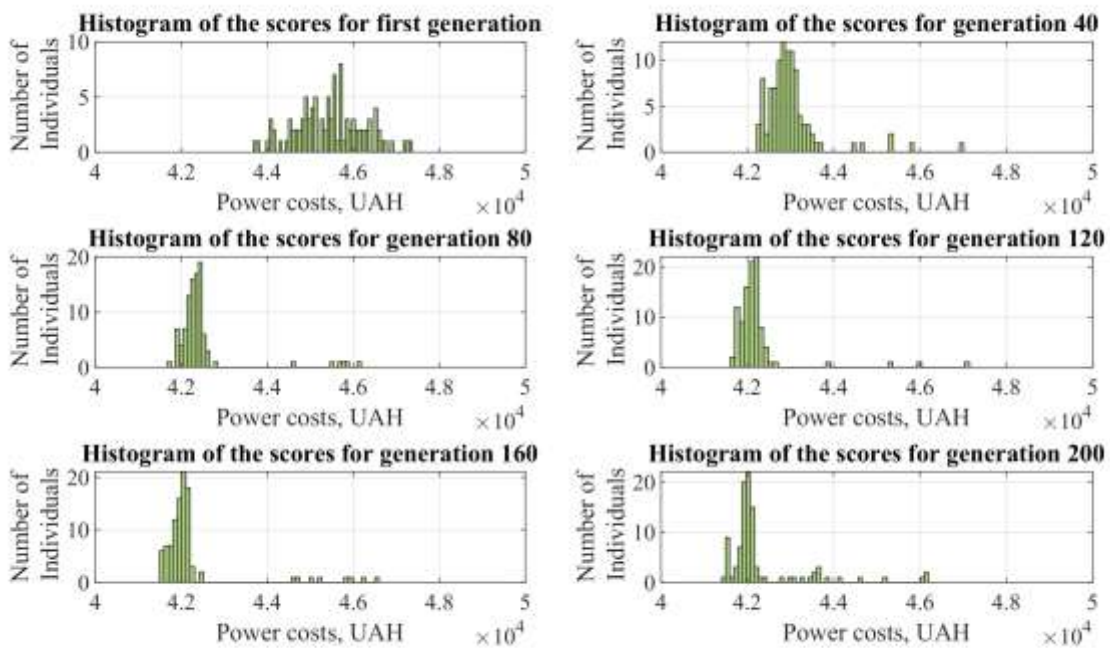 Histogram of the scores for first generation
Number of
Individuals
10
5
0
4 4.2 4.4 4.6 4.8 5
Power costs, UAH ×10^4
Histogram of the scores for generation 40
Number of
Individuals
10
5
0
4 4.2 4.4 4.6 4.8 5
Power costs, UAH ×10^4
Histogram of the scores for generation 80
Number of
Individuals
20
10
0
4 4.2 4.4 4.6 4.8 5
Power costs, UAH ×10^4
Histogram of the scores for generation 120
Number of
Individuals
20
10
0
4 4.2 4.4 4.6 4.8 5
Power costs, UAH ×10^4
Histogram of the scores for generation 160
Number of
Individuals
20
10
0
4 4.2 4.4 4.6 4.8 5
Power costs, UAH ×10^4
Histogram of the scores for generation 200
Number of
Individuals
20
10
0
4 4.2 4.4 4.6 4.8 5
Power costs, UAH ×10^4